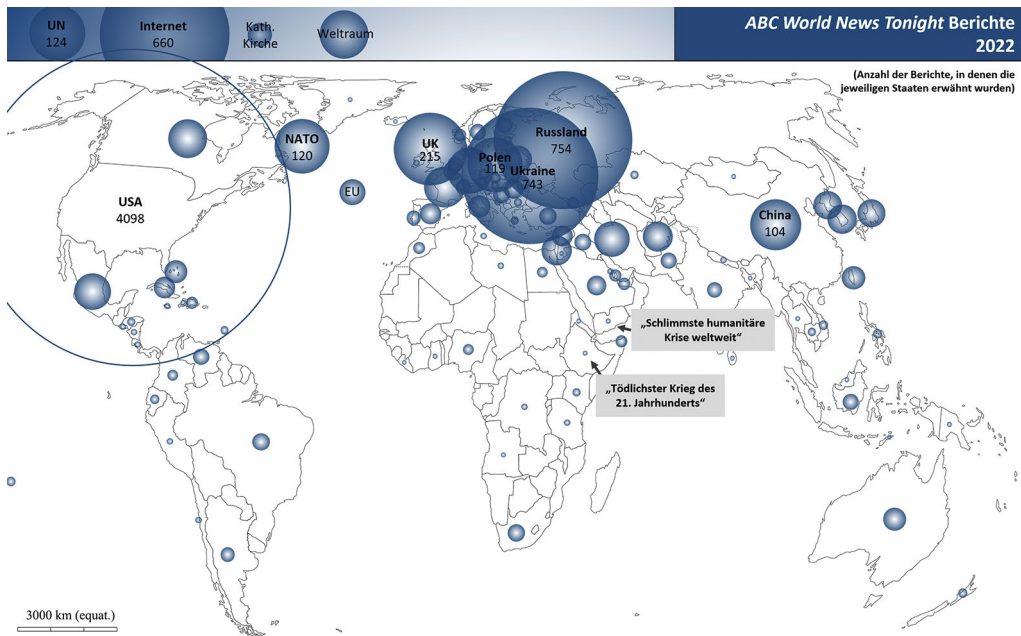 UN
124
Internet
660
Kath.
Kirche
Weltraum
ABC World News Tonight Berichte
2022
(Anzahl der Berichte, in denen die
jeweiligen Staaten erwähnt wurden)
NATO
120
UK
215
Russland
754
Polen
119
Ukraine
743
EU
USA
4098
China
104
„Schlimmste humanitäre
Krise weltweit“
„Tödlichster Krieg des
21. Jahrhunderts“
3000 km (equat.)